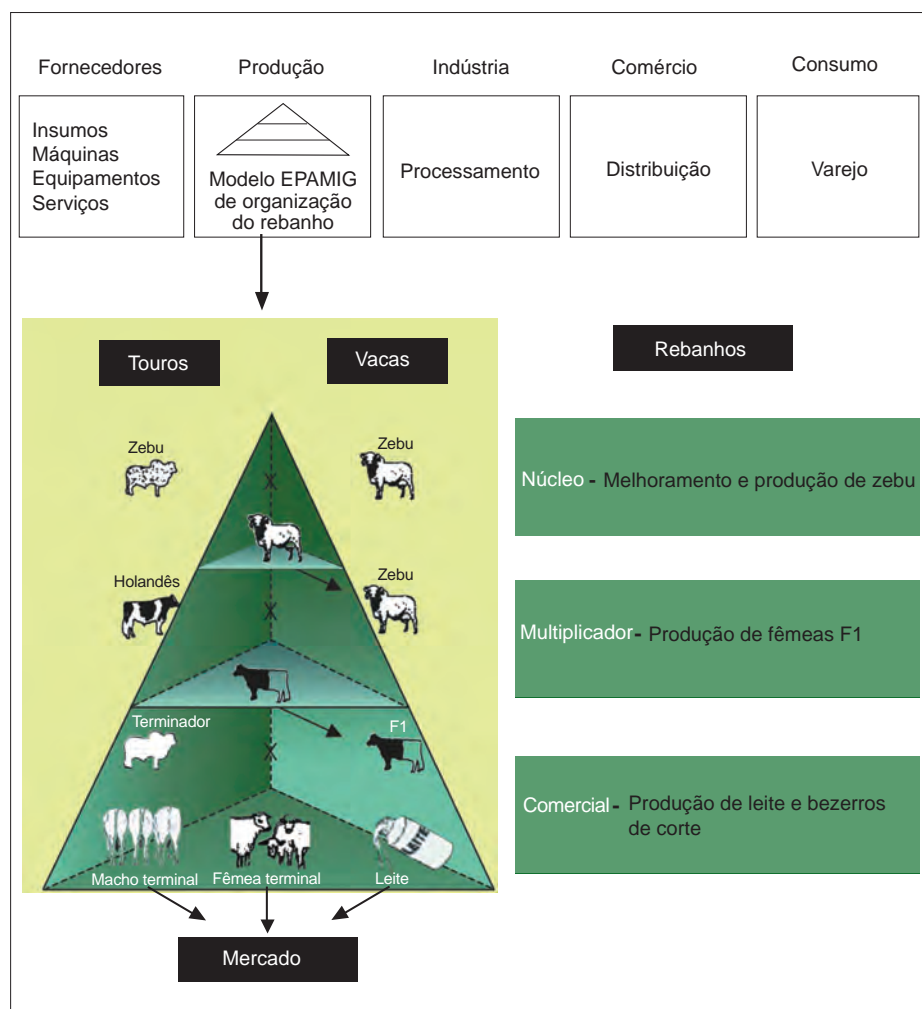 Fornecedores
Produção
Indústria
Comércio
Consumo
Insumos
Máquinas
Equipamentos
Serviços
Modelo EPAMIG
de organização
do rebanho
Processamento
Distribuição
Varejo
Touros
Vacas
Rebanhos
Zebu
Zebu
X
Núcleo - Melhoramento e produção de zebu
Holandês
Zebu
X
Multiplicador - Produção de fêmeas F1
Terminador
F1
X
Comercial - Produção de leite e bezerros
de corte
LEITE
Macho terminal
Fêmea terminal
Leite
Mercado